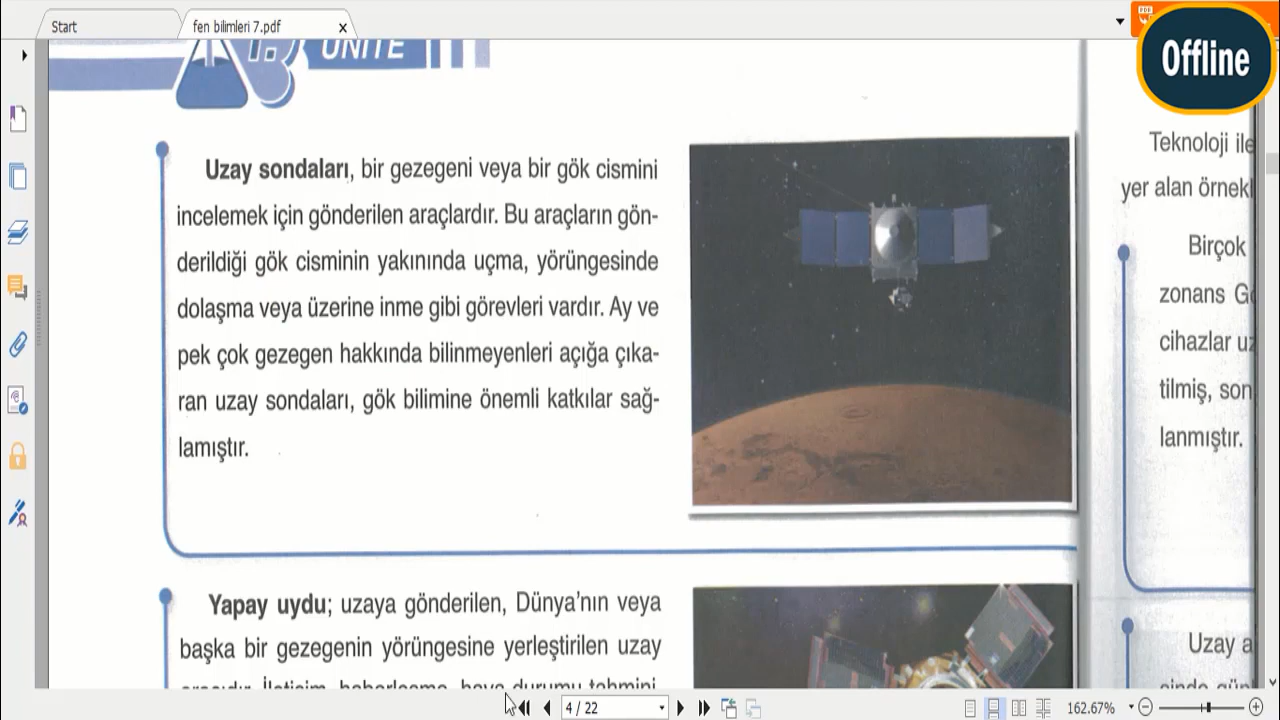 Start
fen bilimleri 7.pdf
Offline
1.
ÜNİTE
Uzay sondaları, bir gezegeni veya bir gök cismini
incelemek için gönderilen araçlardır. Bu araçların gön-
derildiği gök cisminin yakınında uçma, yörüngesinde
dolaşma veya üzerine inme gibi görevleri vardır. Ay ve
pek çok gezegen hakkında bilinmeyenleri açığa çıka-
ran uzay sondaları, gök bilimine önemli katkılar sağ-
lamıştır.
Yapay uydu; uzaya gönderilen, Dünya'nın veya
başka bir gezegenin yörüngesine yerleştirilen uzay
Teknoloji ile
yer alan örnekl
Birçok
zonans
cihazlar uz
tilmiş, son
lanmıştır.
Uzay a
4 / 22
162.67%